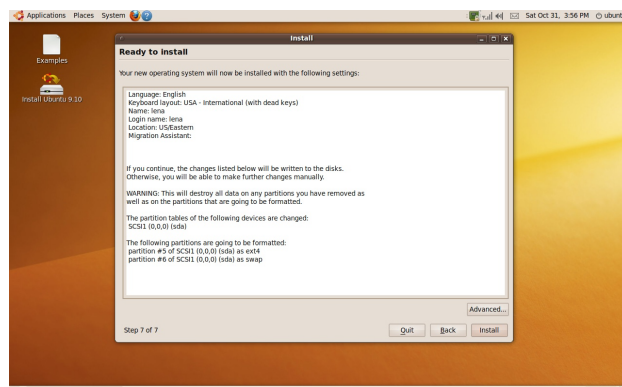 Applications Places System
Sat Oct 31, 3:56 PM
ubunt
Examples
Install Ubuntu 9.10
Install
Ready to install
Your new operating system will now be installed with the following settings:
Language: English
Keyboard layout: USA - International (with dead keys)
Name: lena
Login name: lena
Location: US/Eastern
Migration Assistant:
If you continue, the changes listed below will be written to the disks.
Otherwise, you will be able to make further changes manually.
WARNING: This will destroy all data on any partitions you have removed as
well as on the partitions that are going to be formatted.
The partition tables of the following devices are changed:
SCSI1 (0,0,0) (sda)
The following partitions are going to be formatted:
partition #5 of SCSI1 (0,0,0) (sda) as ext4
partition #6 of SCSI1 (0,0,0) (sda) as swap
Advanced...
Step 7 of 7
Quit
Back
Install